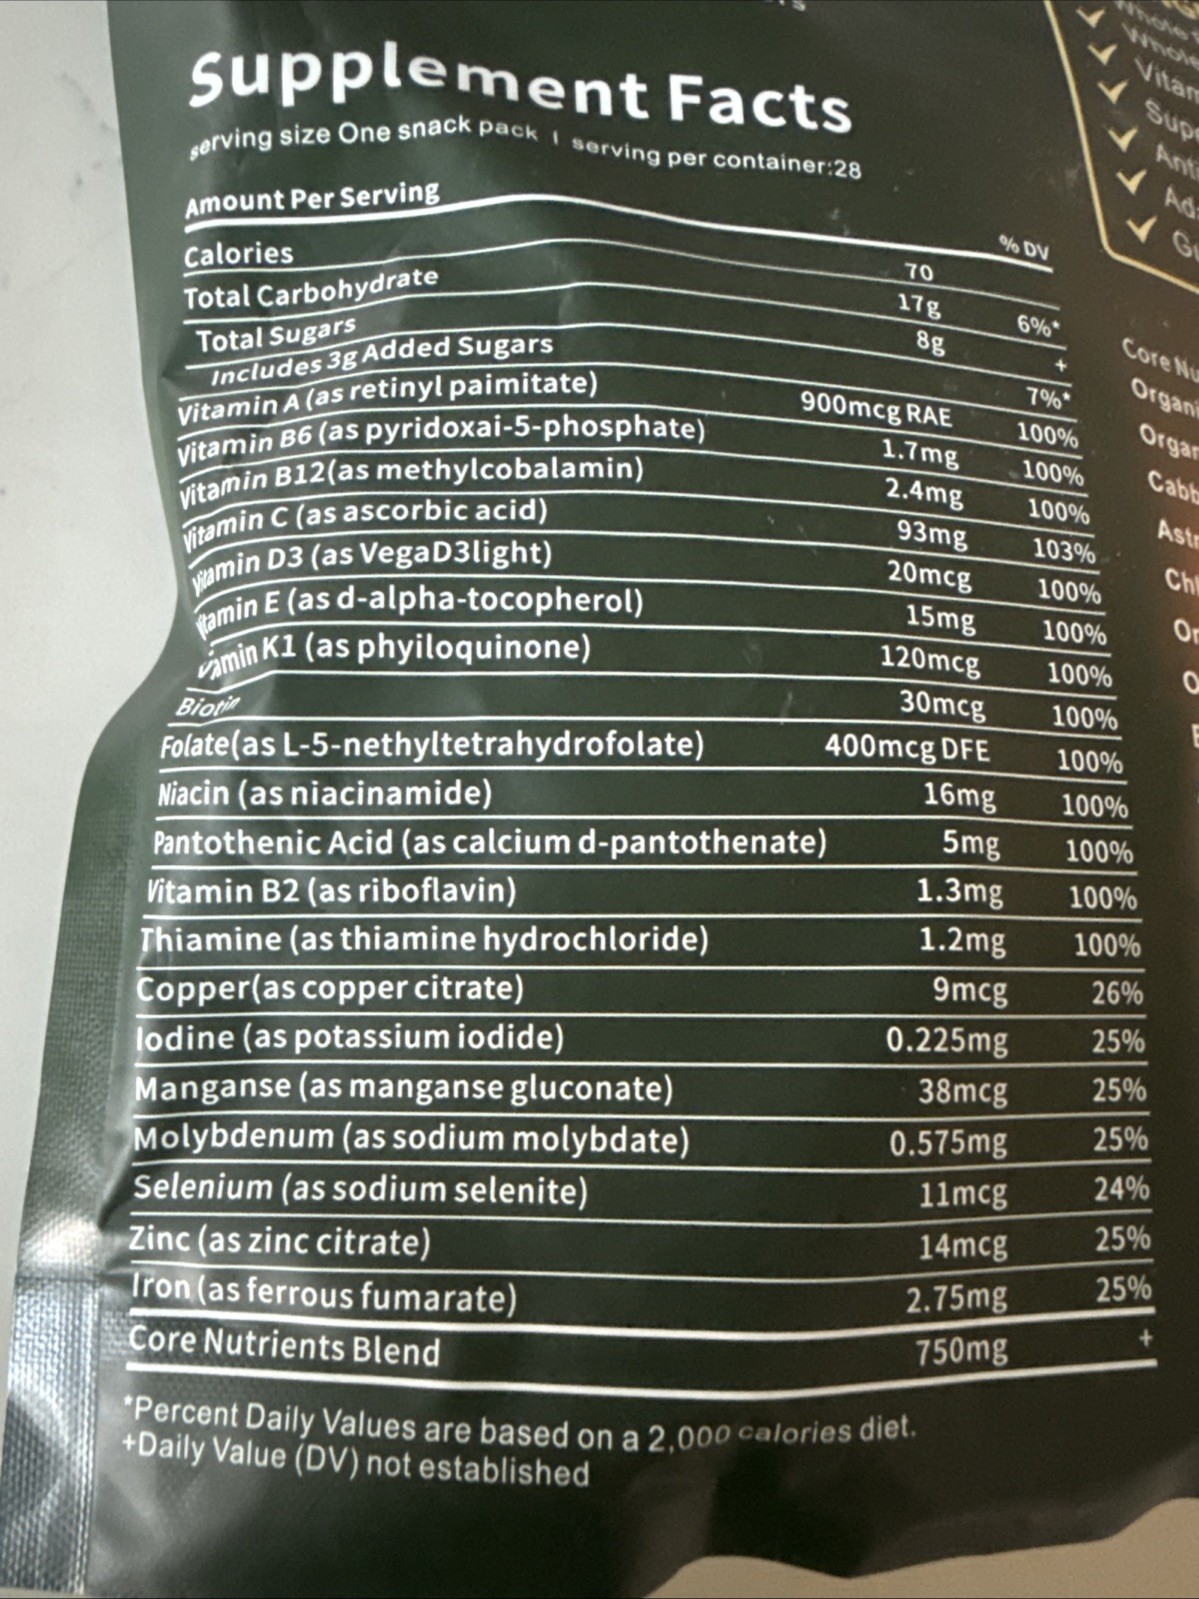 Supplement Facts
serving size One snack pack | serving per container:28
Amount Per Serving
% DV
Calories 70
Total Carbohydrate 17g 6%*
Total Sugars 8g +
Includes 3g Added Sugars 7%*
Vitamin A (as retinyl paimitate) 900mcg RAE 100%
Vitamin B6 (as pyridoxai-5-phosphate) 1.7mg 100%
Vitamin B12(as methylcobalamin) 2.4mg 100%
Vitamin C (as ascorbic acid) 93mg 103%
Vitamin D3 (as VegaD3light) 20mcg 100%
Vitamin E (as d-alpha-tocopherol) 15mg 100%
Vitamin K1 (as phyiloquinone) 120mcg 100%
Biotin 30mcg 100%
Folate(as L-5-nethyltetrahydrofolate) 400mcg DFE 100%
Niacin (as niacinamide) 16mg 100%
Pantothenic Acid (as calcium d-pantothenate) 5mg 100%
Vitamin B2 (as riboflavin) 1.3mg 100%
Thiamine (as thiamine hydrochloride) 1.2mg 100%
Copper(as copper citrate) 9mcg 26%
Iodine (as potassium iodide) 0.225mg 25%
Manganse (as manganse gluconate) 38mcg 25%
Molybdenum (as sodium molybdate) 0.575mg 25%
Selenium (as sodium selenite) 11mcg 24%
Zinc (as zinc citrate) 14mcg 25%
Iron (as ferrous fumarate) 2.75mg 25%
Core Nutrients Blend 750mg +
*Percent Daily Values are based on a 2,000 calories diet.
+Daily Value (DV) not established
Whole
Core